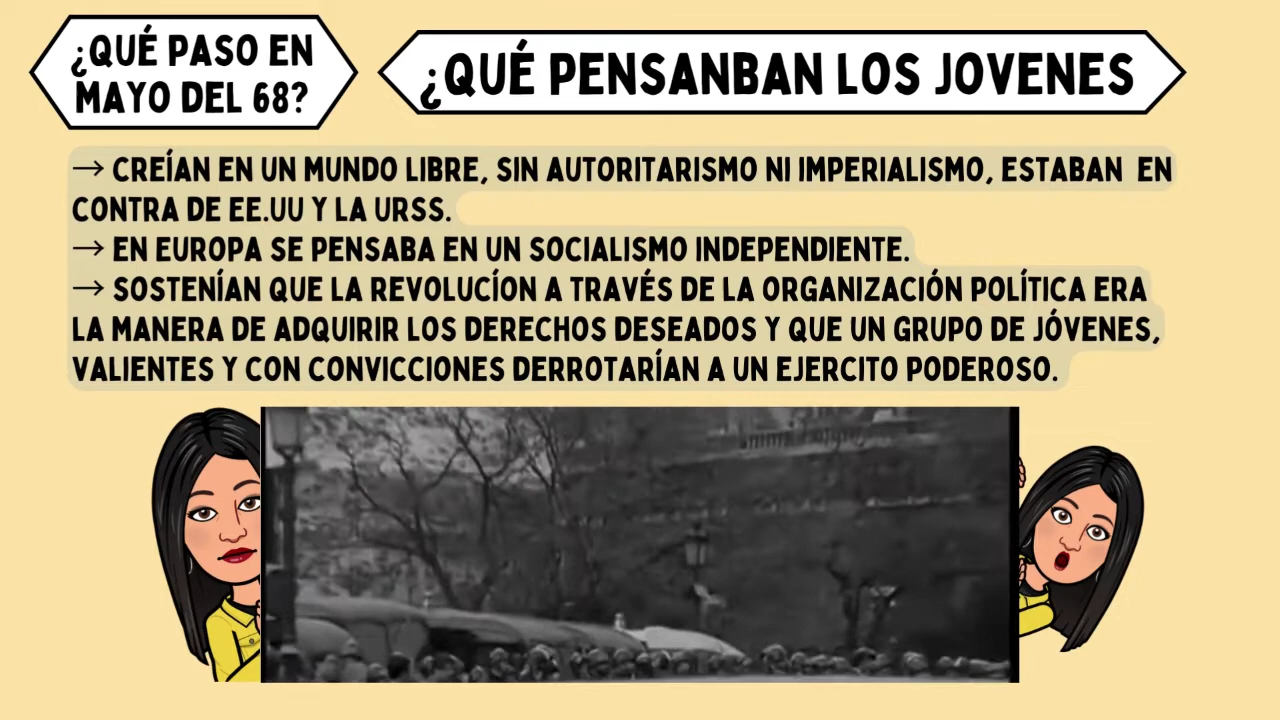 ¿QUÉ PASO EN
MAYO DEL 68?
¿QUÉ PENSANBAN LOS JOVENES
→ CREÍAN EN UN MUNDO LIBRE, SIN AUTORITARISMO NI IMPERIALISMO, ESTABAN EN
CONTRA DE EE.UU Y LA URSS.
→ EN EUROPA SE PENSABA EN UN SOCIALISMO INDEPENDIENTE.
→ SOSTENÍAN QUE LA REVOLUCÍON A TRAVÉS DE LA ORGANIZACIÓN POLÍTICA ERA
LA MANERA DE ADQUIRIR LOS DERECHOS DESEADOS Y QUE UN GRUPO DE JÓVENES,
VALIENTES Y CON CONVICCIONES DERROTARÍAN A UN EJERCITO PODEROSO.